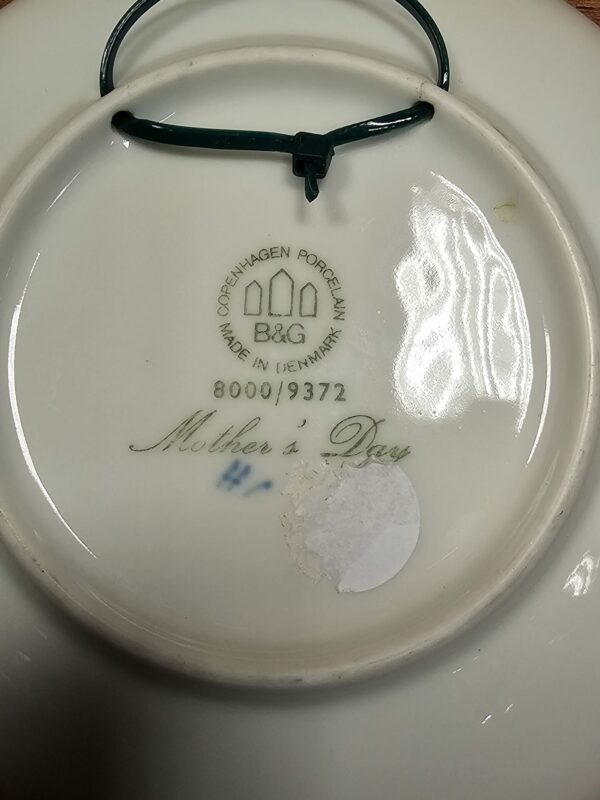 COPENHAGEN PORCELAIN
B&G
MADE IN DENMARK
8000/9372
Mother's Day